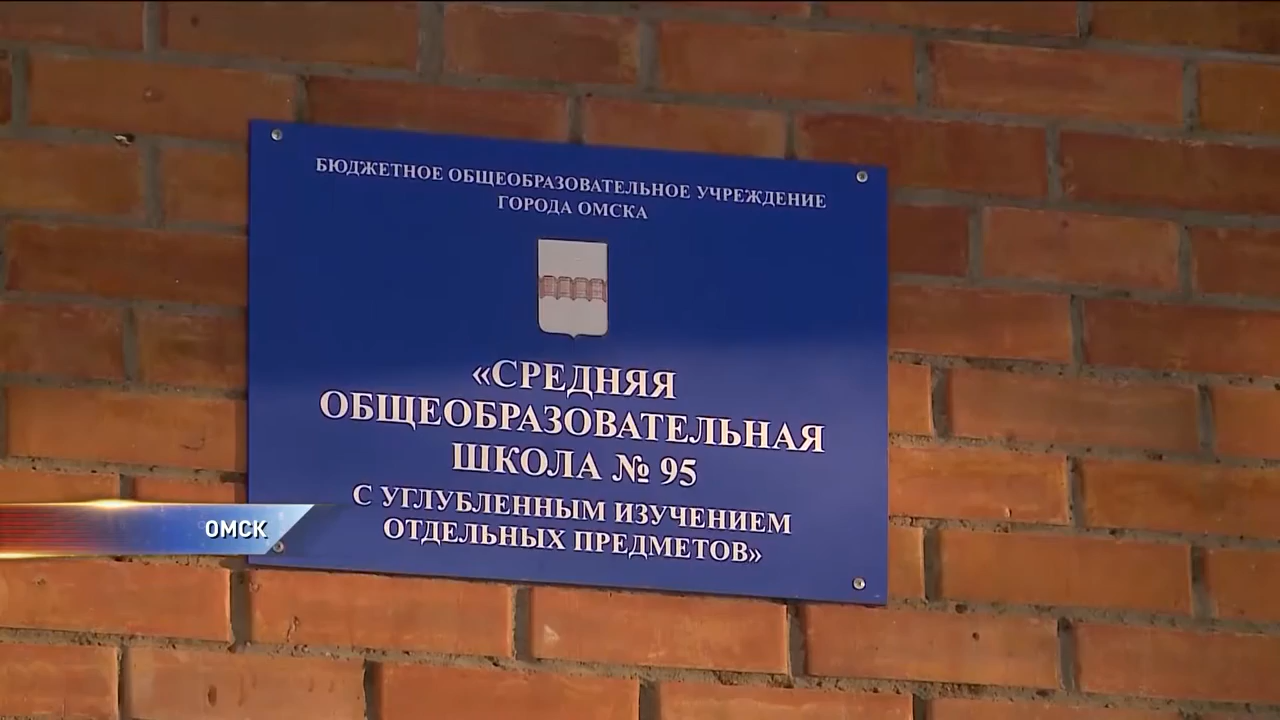 БЮДЖЕТНОЕ ОБЩЕОБРАЗОВАТЕЛЬНОЕ УЧРЕЖДЕНИЕ
ГОРОДА ОМСКА
«СРЕДНЯЯ
ОБЩЕОБРАЗОВАТЕЛЬНАЯ
ШКОЛА № 95
С УГЛУБЛЕННЫМ ИЗУЧЕНИЕМ
ОТДЕЛЬНЫХ ПРЕДМЕТОВ»
ОМСК